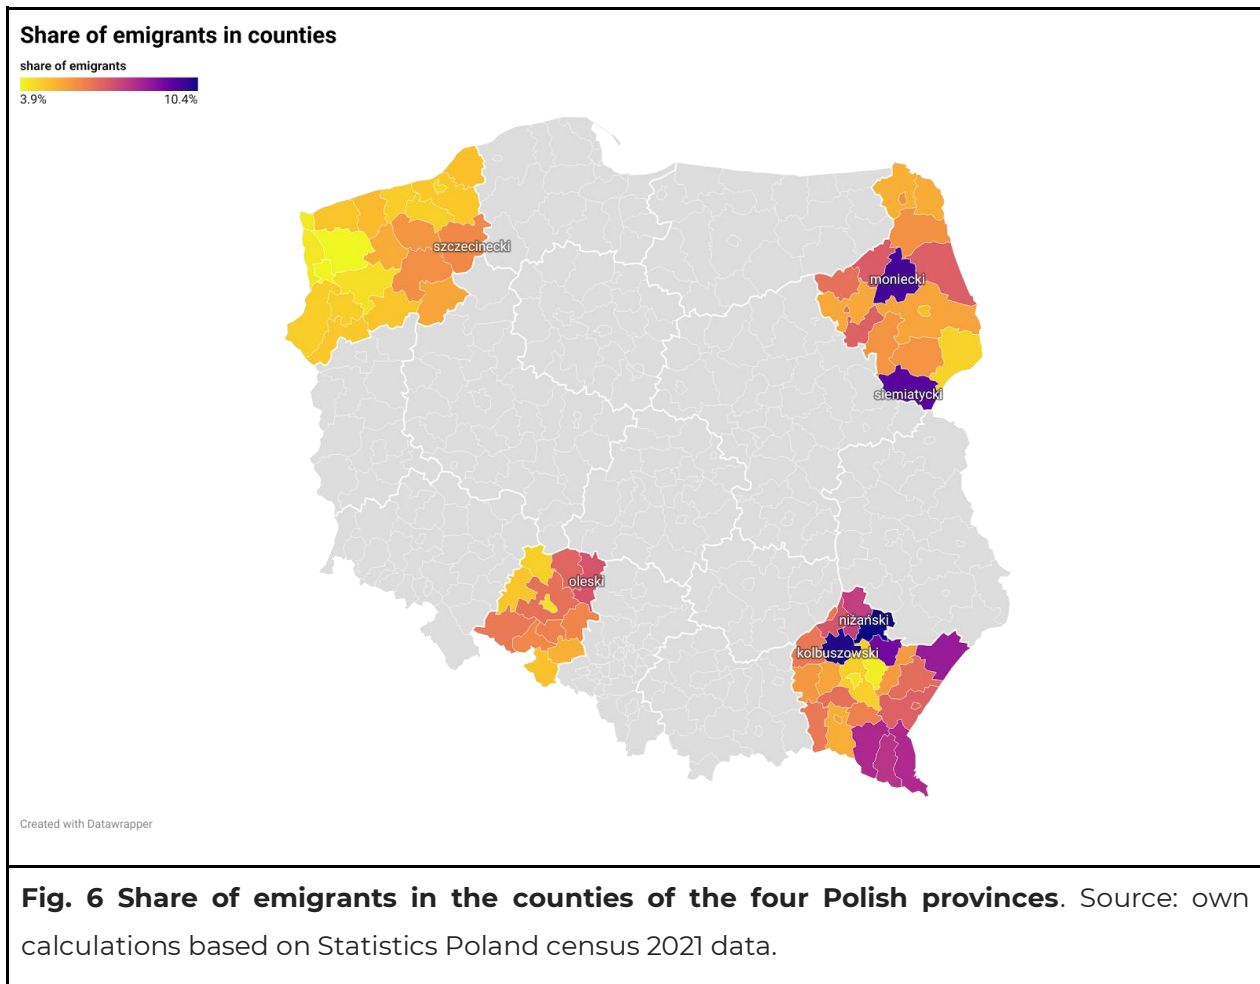 Share of emigrants in counties
share of emigrants
3.9% 10.4%
szczecinecki
moniecki
siemiatycki
oleski
niżański
kolbuszowski
Created with Datawrapper
Fig. 6 Share of emigrants in the counties of the four Polish provinces. Source: own
calculations based on Statistics Poland census 2021 data.